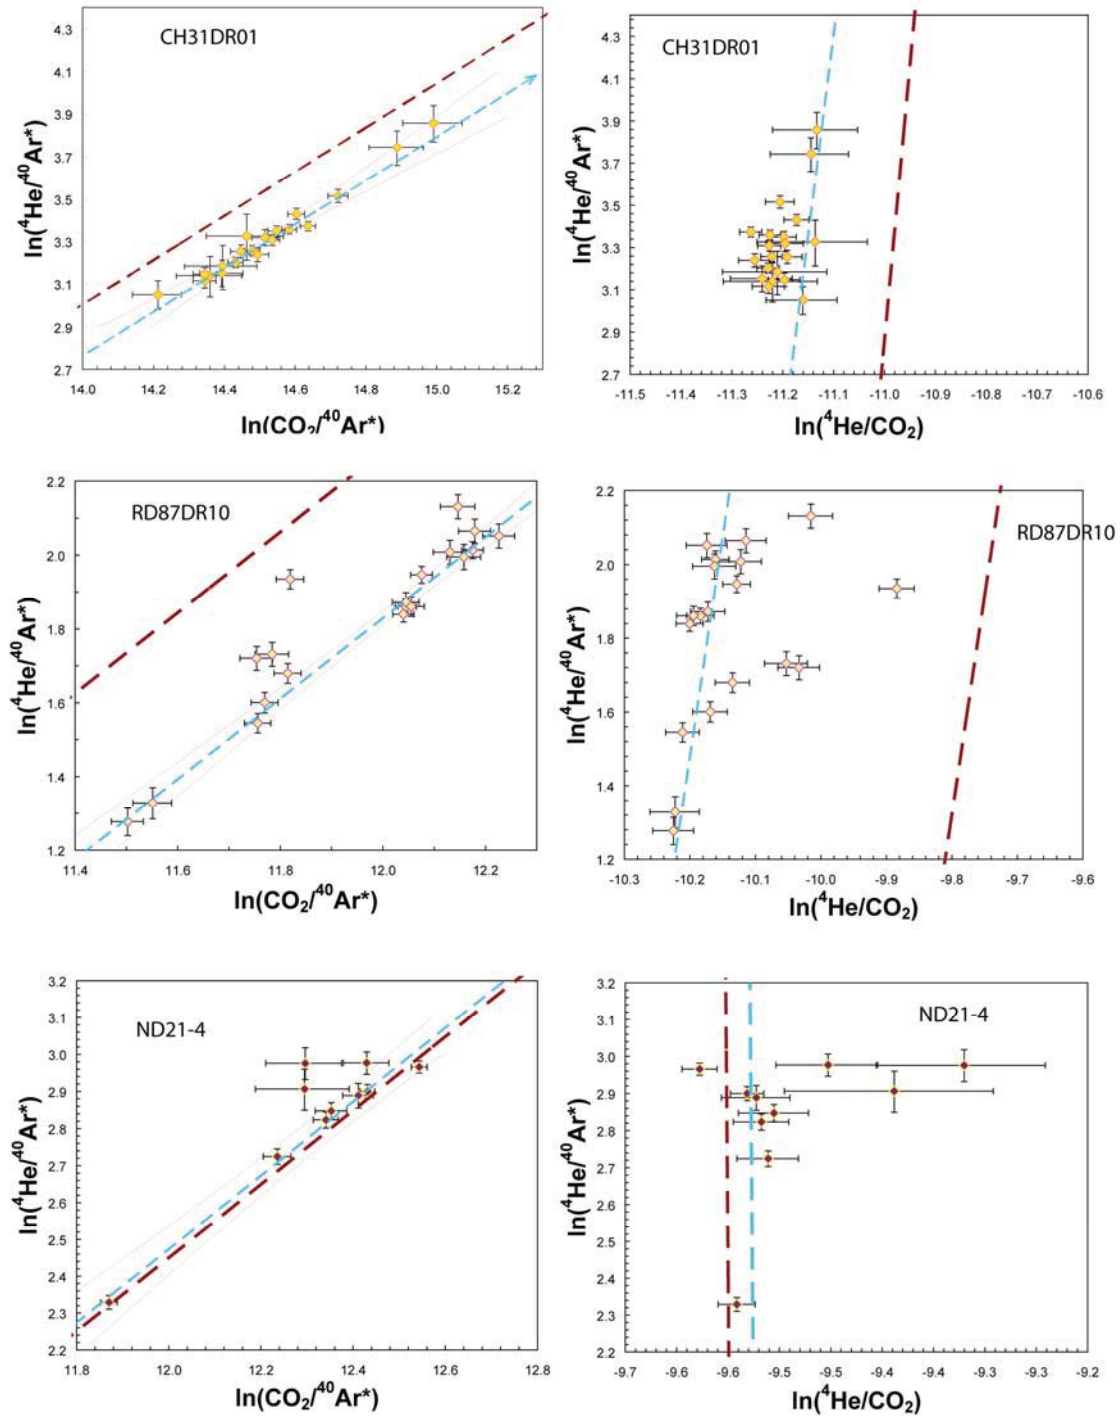 CH31DR01
ln(⁴He/⁴⁰Ar*)
4.3
4.1
3.9
3.7
3.5
3.3
3.1
2.9
2.7
14.0 14.2 14.4 14.6 14.8 15.0 15.2
ln(CO₂/⁴⁰Ar*)
CH31DR01
ln(⁴He/⁴⁰Ar*)
4.3
4.1
3.9
3.7
3.5
3.3
3.1
2.9
2.7
-11.5 -11.4 -11.3 -11.2 -11.1 -11.0 -10.9 -10.8 -10.7 -10.6
ln(⁴He/CO₂)
RD87DR10
ln(⁴He/⁴⁰Ar*)
2.2
2.0
1.8
1.6
1.4
1.2
11.4 11.6 11.8 12.0 12.2
ln(CO₂/⁴⁰Ar*)
RD87DR10
ln(⁴He/⁴⁰Ar*)
2.2
2.0
1.8
1.6
1.4
1.2
-10.3 -10.2 -10.1 -10.0 -9.9 -9.8 -9.7 -9.6
ln(⁴He/CO₂)
ND21-4
ln(⁴He/⁴⁰Ar*)
3.2
3.1
3.0
2.9
2.8
2.7
2.6
2.5
2.4
2.3
2.2
11.8 12.0 12.2 12.4 12.6 12.8
ln(CO₂/⁴⁰Ar*)
ND21-4
ln(⁴He/⁴⁰Ar*)
3.2
3.1
3.0
2.9
2.8
2.7
2.6
2.5
2.4
2.3
2.2
-9.7 -9.6 -9.6 -9.5 -9.5 -9.4 -9.4 -9.3 -9.3 -9.2
ln(⁴He/CO₂)